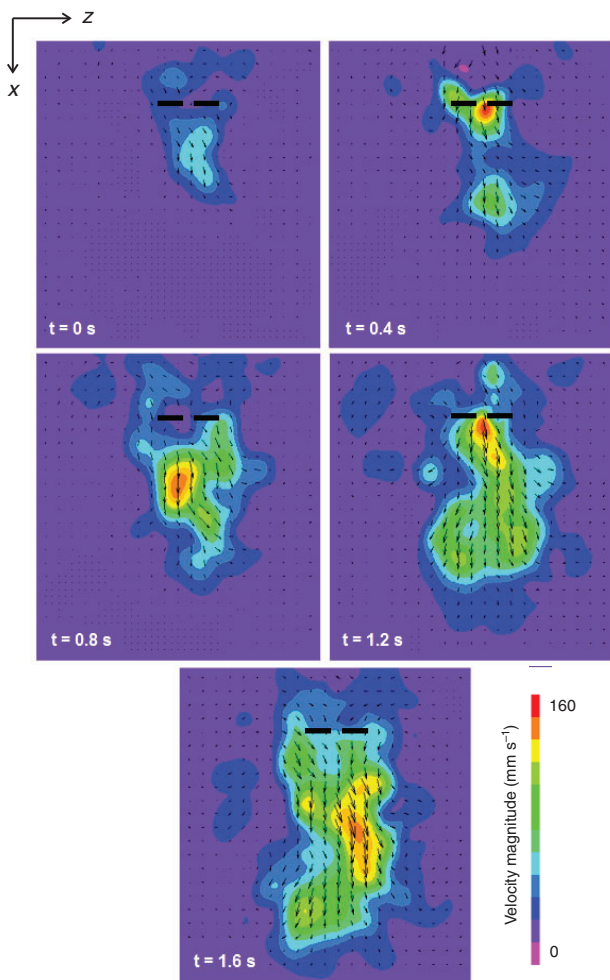 z
x
t = 0 s
t = 0.4 s
t = 0.8 s
t = 1.2 s
t = 1.6 s
160
Velocity magnitude (mm s⁻¹)
0